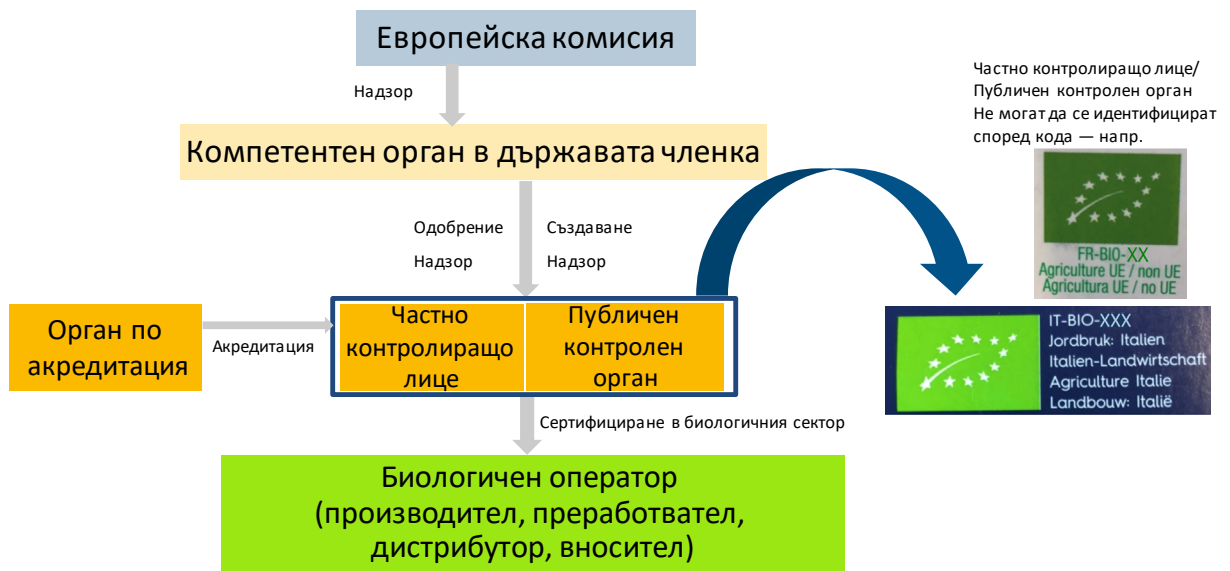 Европейска комисия
Надзор
Компетентен орган в държавата членка
Одобрение
Надзор
Създаване
Надзор
Орган по
акредитация
Акредитация
Частно
контролиращо
лице
Публичен
контролен
орган
Сертифициране в биологичния сектор
Биологичен оператор
(производител, преработвател,
дистрибутор, вносител)
Частно контролиращо лице/
Публичен контролен орган
Не могат да се идентифицират
според кода — напр.
FR-BIO-XX
Agriculture UE / non UE
Agricultura UE / no UE
IT-BIO-XXX
Jordbruk: Italien
Italien-Landwirtschaft
Agriculture Italie
Landbouw: Italië